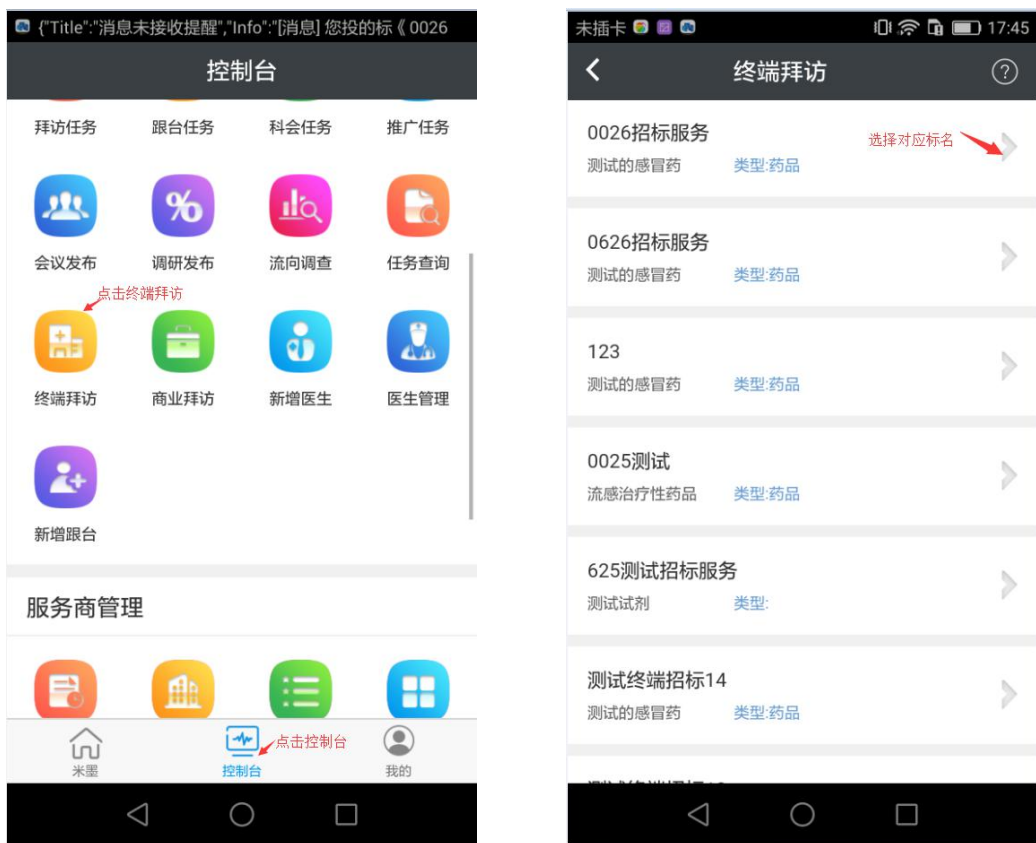 {"Title":"消息未接收提醒","Info":"[消息] 您投的标《0026
控制台
拜访任务 跟台任务 科会任务 推广任务
会议发布 调研发布 流向调查 任务查询
点击终端拜访
终端拜访 商业拜访 新增医生 医生管理
新增跟台
服务商管理
点击控制台
米墨 控制台 我的
未插卡 17:45
终端拜访
0026招标服务
选择对应标名
测试的感冒药 类型:药品
0626招标服务
测试的感冒药 类型:药品
123
测试的感冒药 类型:药品
0025测试
流感治疗性药品 类型:药品
625测试招标服务
测试试剂 类型:
测试终端招标14
测试的感冒药 类型:药品